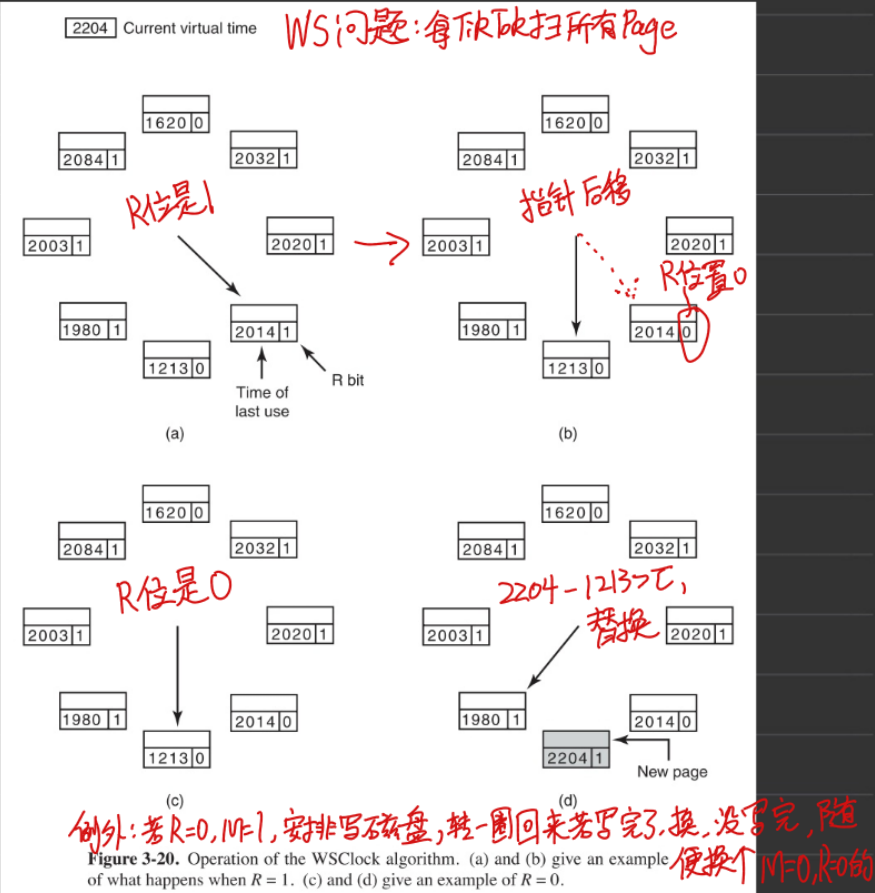 2204 Current virtual time
WS问题:每TikTok扫所有Page
1620 0
2084 1
2032 1
R位是1
2003 1
2020 1
1980 1
2014 1
1213 0
R bit
Time of
last use
(a)
1620 0
2084 1
2032 1
指针后移
2003 1
2020 1
R位置0
1980 1
2014 0
1213 0
(b)
1620 0
2084 1
2032 1
R位是0
2003 1
2020 1
1980 1
2014 0
1213 0
(c)
1620 0
2084 1
2032 1
2204-1213>τ,
替换
2003 1
2020 1
1980 1
2014 0
2204 1
New page
(d)
例外:若R=0,M=1,安排写磁盘,转一圈回来若写完了,换,没写完,随
便换个M=0,R=0的
Figure 3-20. Operation of the WSClock algorithm. (a) and (b) give an example
of what happens when R = 1. (c) and (d) give an example of R = 0.